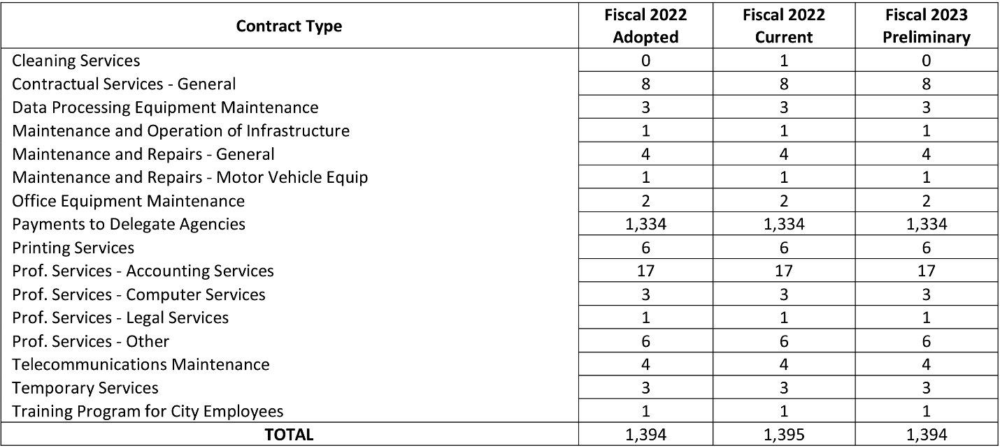 Contract Type Fiscal 2022 Adopted Fiscal 2022 Current Fiscal 2023 Preliminary
Cleaning Services 0 1 0
Contractual Services - General 8 8 8
Data Processing Equipment Maintenance 3 3 3
Maintenance and Operation of Infrastructure 1 1 1
Maintenance and Repairs - General 4 4 4
Maintenance and Repairs - Motor Vehicle Equip 1 1 1
Office Equipment Maintenance 2 2 2
Payments to Delegate Agencies 1,334 1,334 1,334
Printing Services 6 6 6
Prof. Services - Accounting Services 17 17 17
Prof. Services - Computer Services 3 3 3
Prof. Services - Legal Services 1 1 1
Prof. Services - Other 6 6 6
Telecommunications Maintenance 4 4 4
Temporary Services 3 3 3
Training Program for City Employees 1 1 1
TOTAL 1,394 1,395 1,394